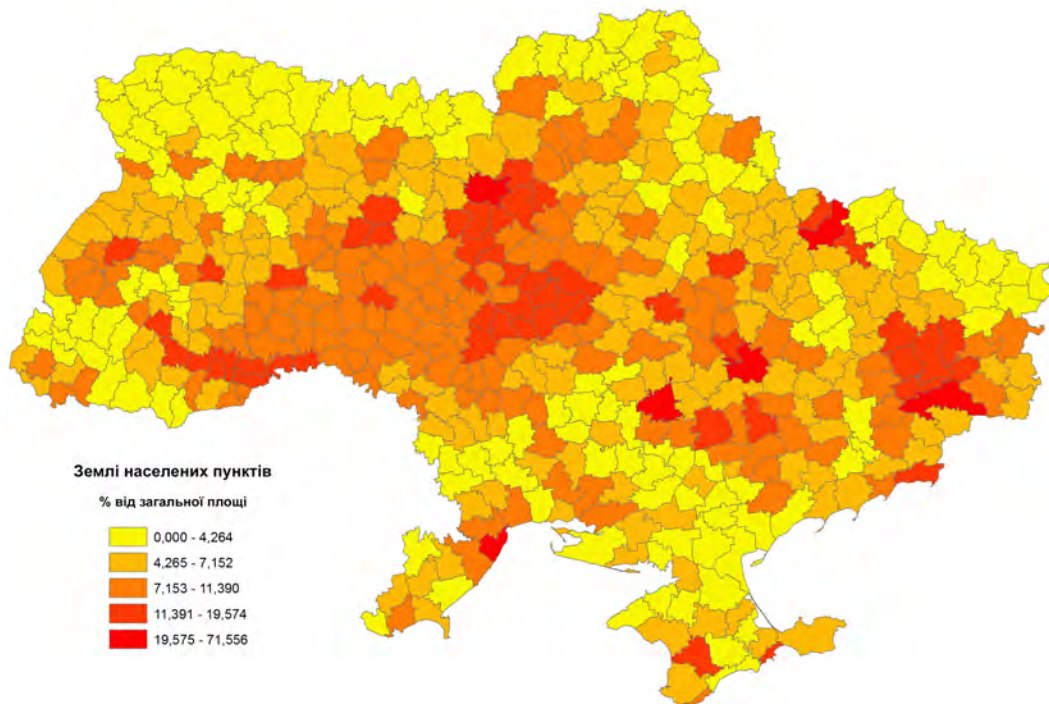 Землі населених пунктів
% від загальної площі
0,000 - 4,264
4,265 - 7,152
7,153 - 11,390
11,391 - 19,574
19,575 - 71,556